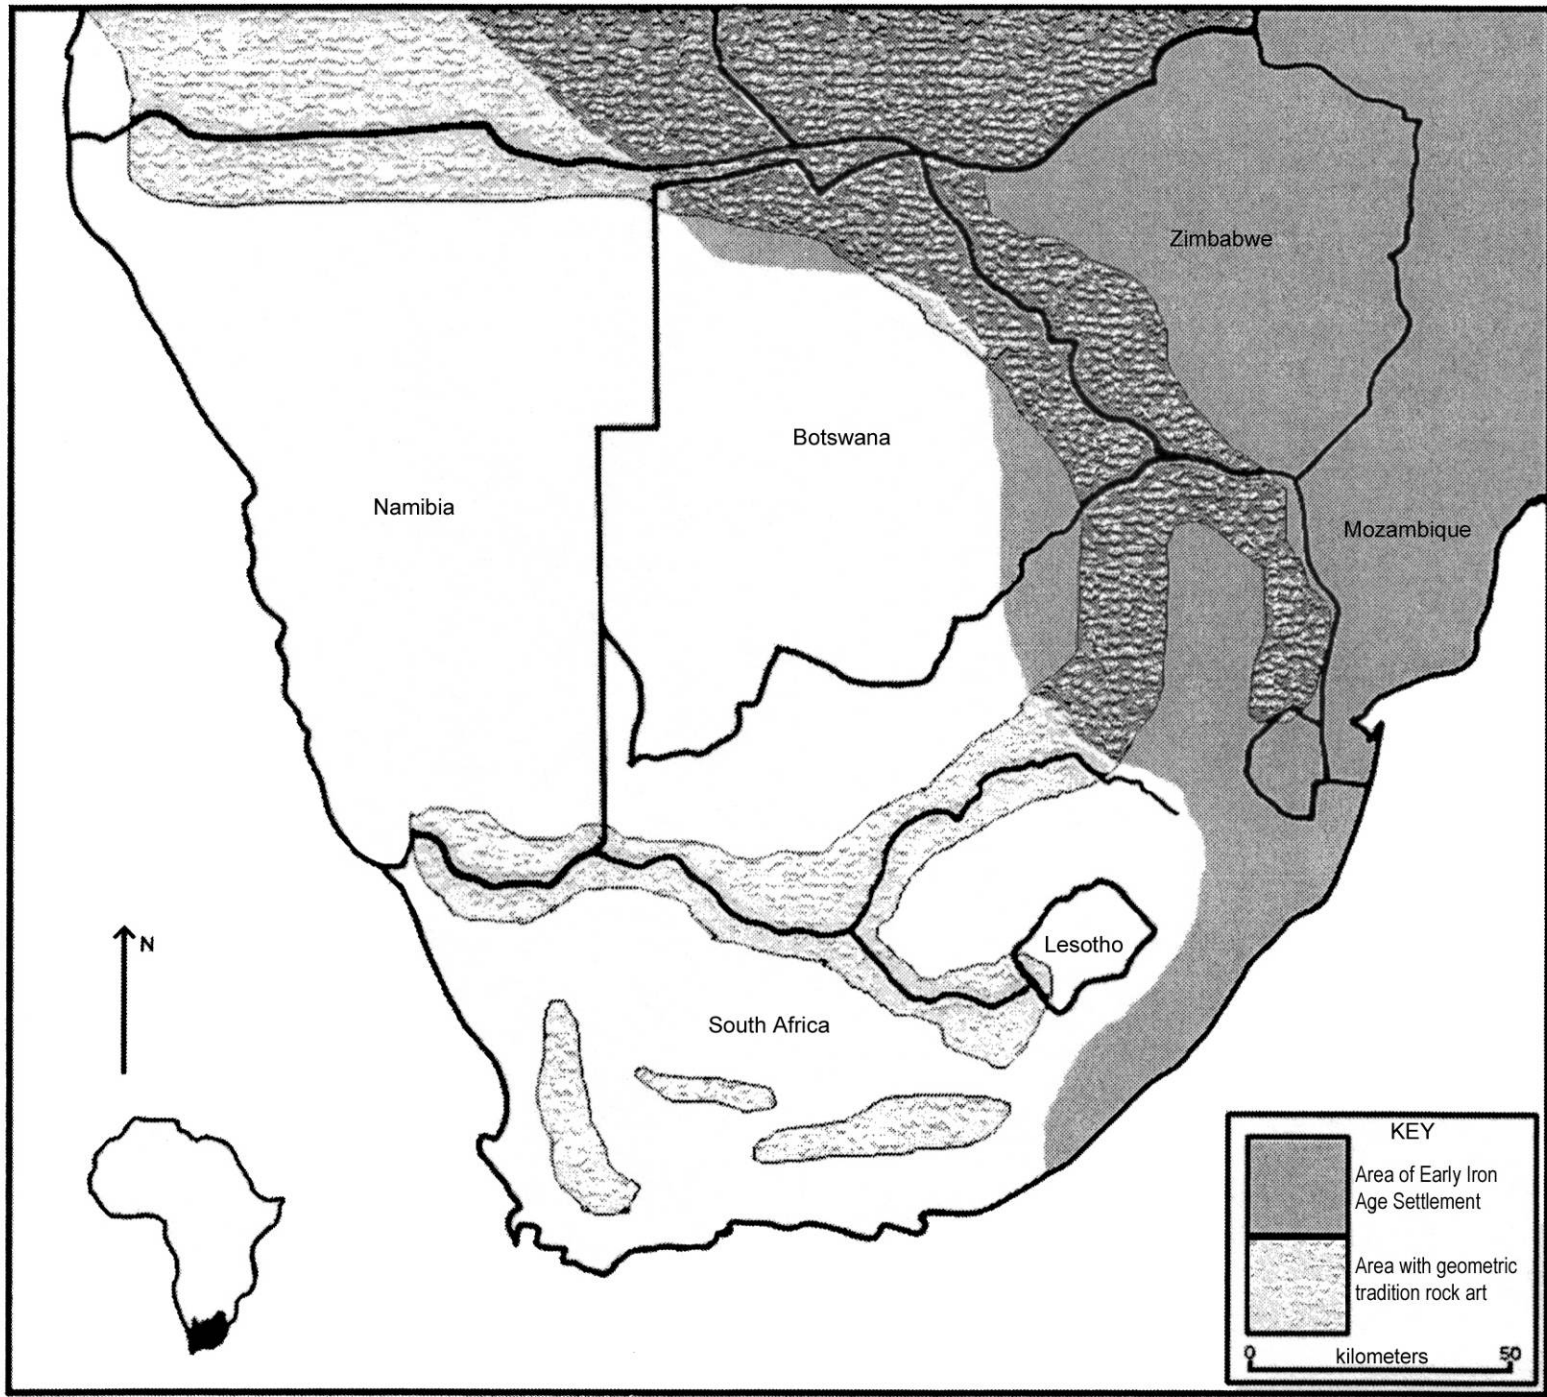 Zimbabwe
Botswana
Namibia
Mozambique
N
Lesotho
South Africa
KEY
Area of Early Iron
Age Settlement
Area with geometric
tradition rock art
0 kilometers 50